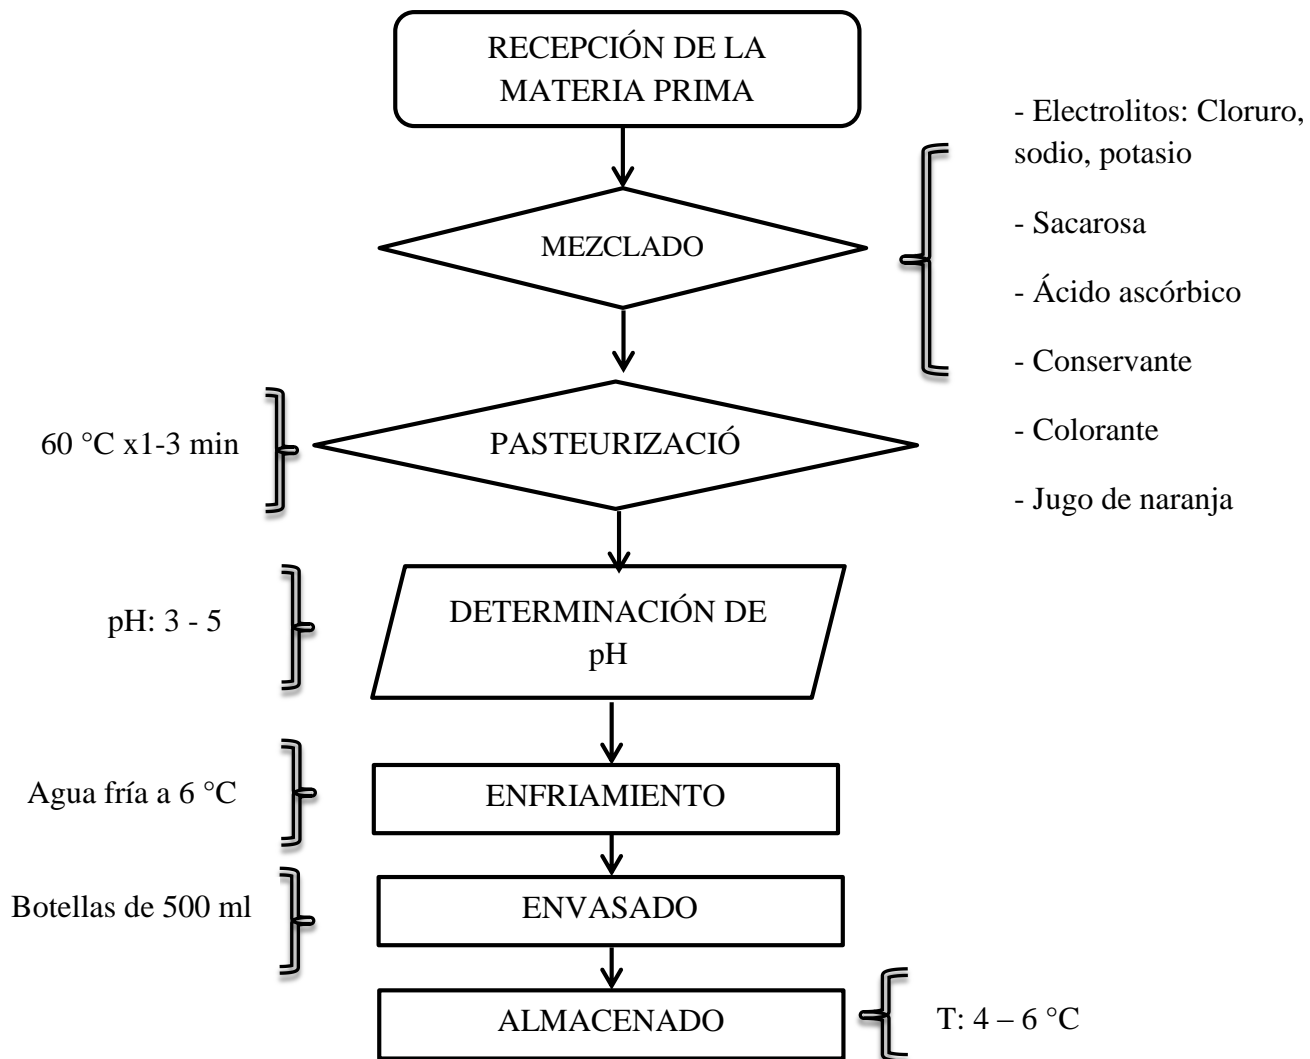 RECEPCIÓN DE LA
MATERIA PRIMA
- Electrolitos: Cloruro,
sodio, potasio
- Sacarosa
MEZCLADO
- Ácido ascórbico
- Conservante
- Colorante
- Jugo de naranja
60 °C x1-3 min
PASTEURIZACIÓ
pH: 3 - 5
DETERMINACIÓN DE
pH
Agua fría a 6 °C
ENFRIAMIENTO
Botellas de 500 ml
ENVASADO
ALMACENADO
T: 4 – 6 °C